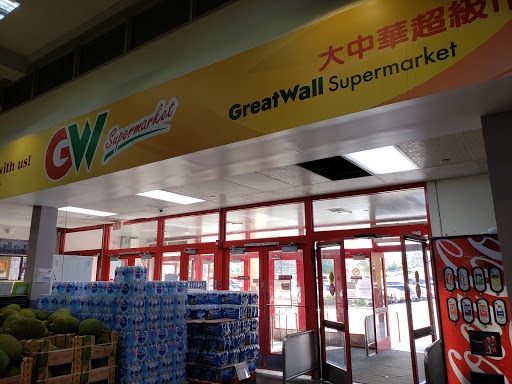 with us!
GW
Supermarket
大中華超級市
GreatWall Supermarket